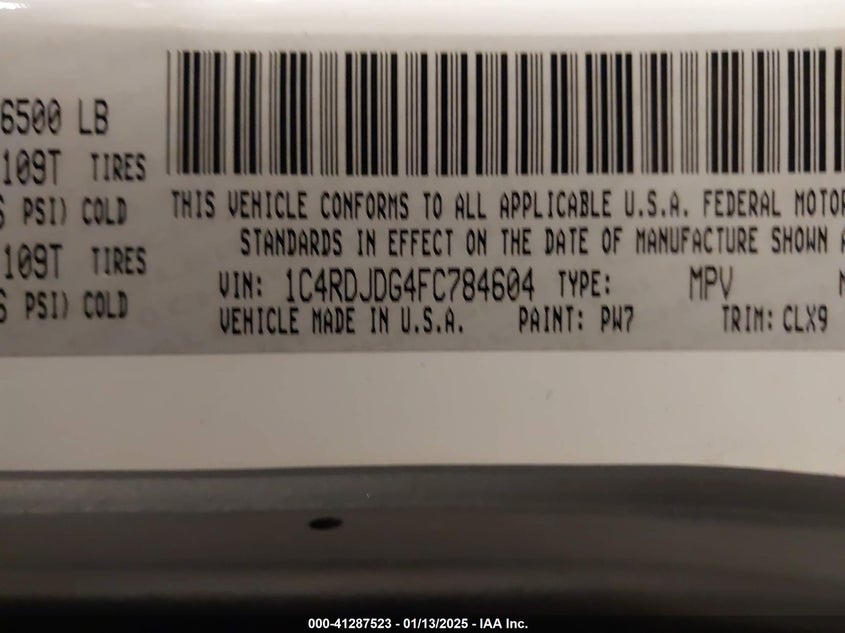 6500 LB
109T TIRES
PSI) COLD
109T TIRES
PSI) COLD
THIS VEHICLE CONFORMS TO ALL APPLICABLE U.S.A. FEDERAL MOTOR
STANDARDS IN EFFECT ON THE DATE OF MANUFACTURE SHOWN A
VIN: 1C4RDJDG4FC784604 TYPE: MPV M
VEHICLE MADE IN U.S.A. PAINT: PW7 TRIM: CLX9
000-41287523 - 01/13/2025 - IAA Inc.